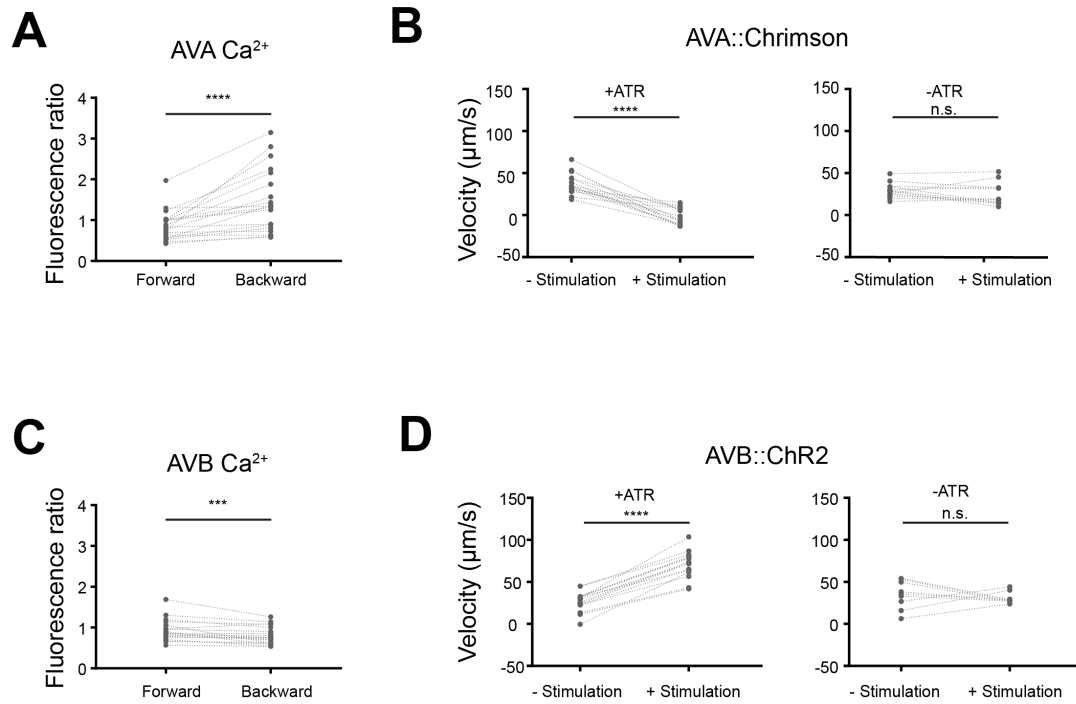 A
AVA Ca²⁺
Fluorescence ratio
4
3
2
1
0
****
Forward Backward
B
AVA::Chrimson
Velocity (μm/s)
150
100
50
0
-50
+ATR
****
- Stimulation + Stimulation
150
100
50
0
-50
-ATR
n.s.
- Stimulation + Stimulation
C
AVB Ca²⁺
Fluorescence ratio
4
3
2
1
0
***
Forward Backward
D
AVB::ChR2
Velocity (μm/s)
150
100
50
0
-50
+ATR
****
- Stimulation + Stimulation
150
100
50
0
-50
-ATR
n.s.
- Stimulation + Stimulation